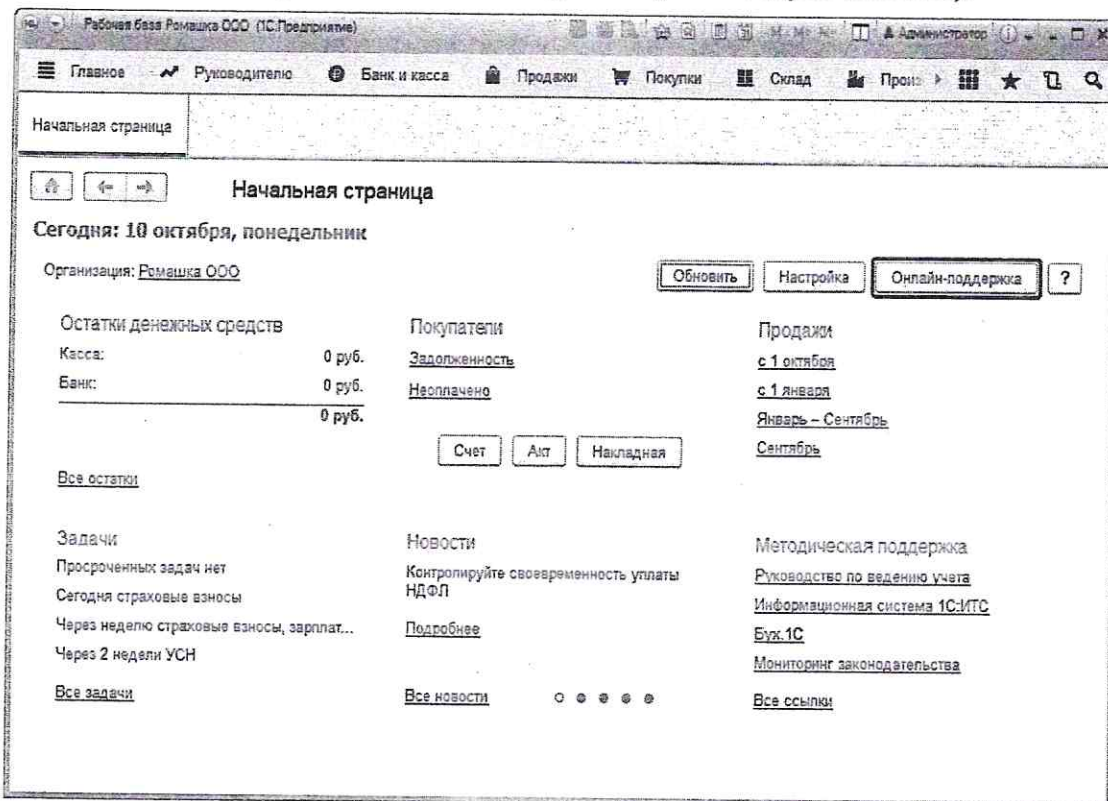 Рабочая база Ромашка ООО (1С:Предприятие)
M M+ M- Администратор
Главное Руководителю Банк и касса Продажи Покупки Склад Произ
Начальная страница
Начальная страница
Сегодня: 10 октября, понедельник
Организация: Ромашка ООО Обновить Настройка Онлайн-поддержка ?
Остатки денежных средств
Касса: 0 руб.
Банк: 0 руб.
0 руб.
Все остатки
Покупатели
Задолженность
Неоплачено
Счет Акт Накладная
Продажи
с 1 октября
с 1 января
Январь – Сентябрь
Сентябрь
Задачи
Просроченных задач нет
Сегодня страховые взносы
Через неделю страховые взносы, зарплат...
Через 2 недели УСН
Все задачи
Новости
Контролируйте своевременность уплаты
НДФЛ
Подробнее
Все новости
Методическая поддержка
Руководство по ведению учета
Информационная система 1С:ИТС
Бух.1С
Мониторинг законодательства
Все ссылки